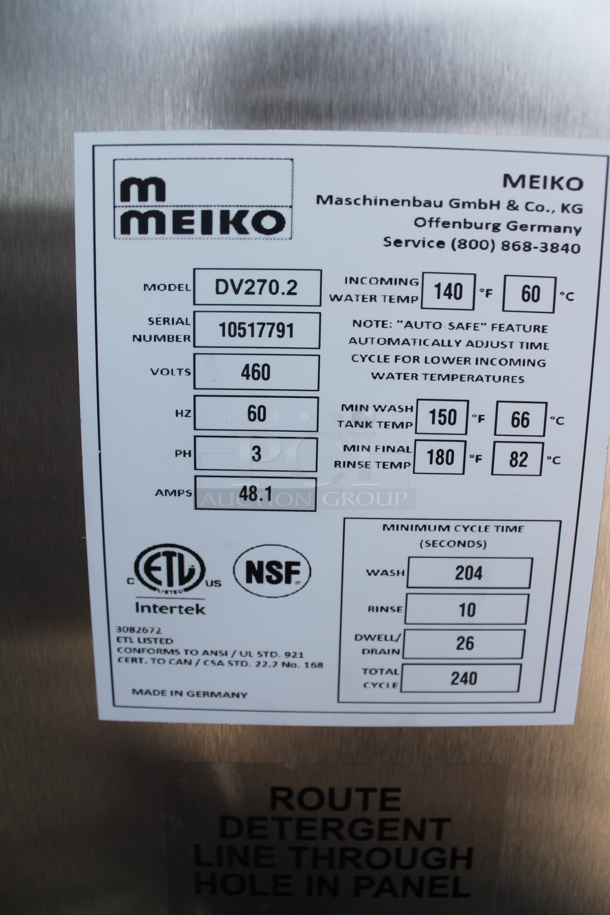 m
MEIKO
MEIKO
Maschinenbau GmbH & Co., KG
Offenburg Germany
Service (800) 868-3840
MODEL DV270.2
SERIAL NUMBER 10517791
VOLTS 460
HZ 60
PH 3
AMPS 48.1
INCOMING WATER TEMP 140 °F 60 °C
NOTE: "AUTO-SAFE" FEATURE
AUTOMATICALLY ADJUST TIME
CYCLE FOR LOWER INCOMING
WATER TEMPERATURES
MIN WASH TANK TEMP 150 °F 66 °C
MIN FINAL RINSE TEMP 180 °F 82 °C
MINIMUM CYCLE TIME
(SECONDS)
WASH 204
RINSE 10
DWELL/ DRAIN 26
TOTAL CYCLE 240
C ETL US
LISTED
Intertek
NSF
3082672
ETL LISTED
CONFORMS TO ANSI / UL STD. 921
CERT. TO CAN / CSA STD. 22.2 No. 168
MADE IN GERMANY
PCI
AUCTION GROUP
ROUTE
DETERGENT
LINE THROUGH
HOLE IN PANEL